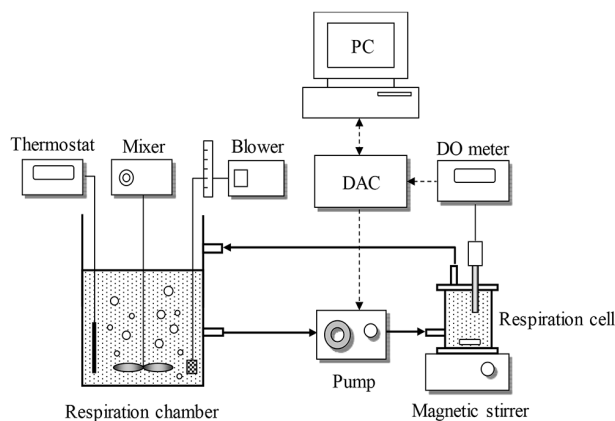 PC
Thermostat
Mixer
Blower
DO meter
DAC
Respiration cell
Pump
Magnetic stirrer
Respiration chamber